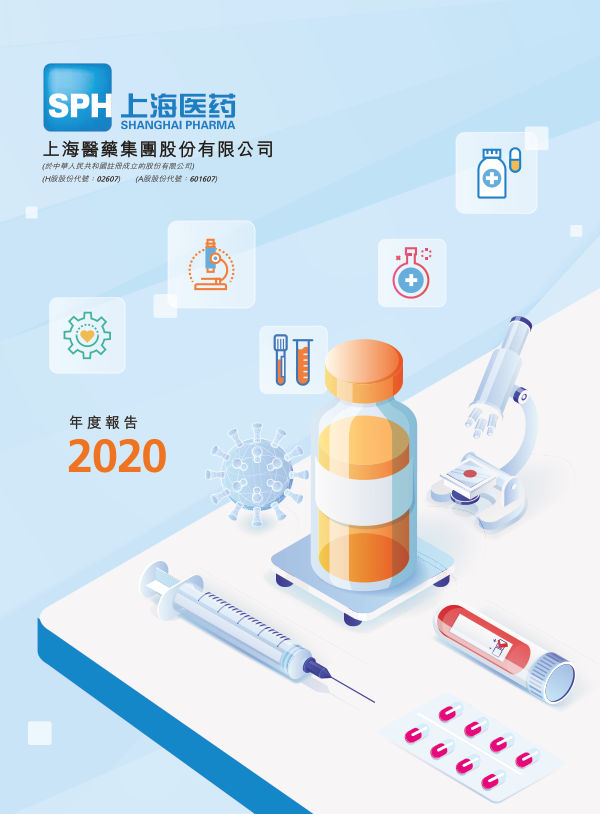 SPH 上海医药
SHANGHAI PHARMA
上海醫藥集團股份有限公司
(於中華人民共和國註冊成立的股份有限公司)
(H股股份代號：02607) (A股股份代號：601607)
年度報告
2020